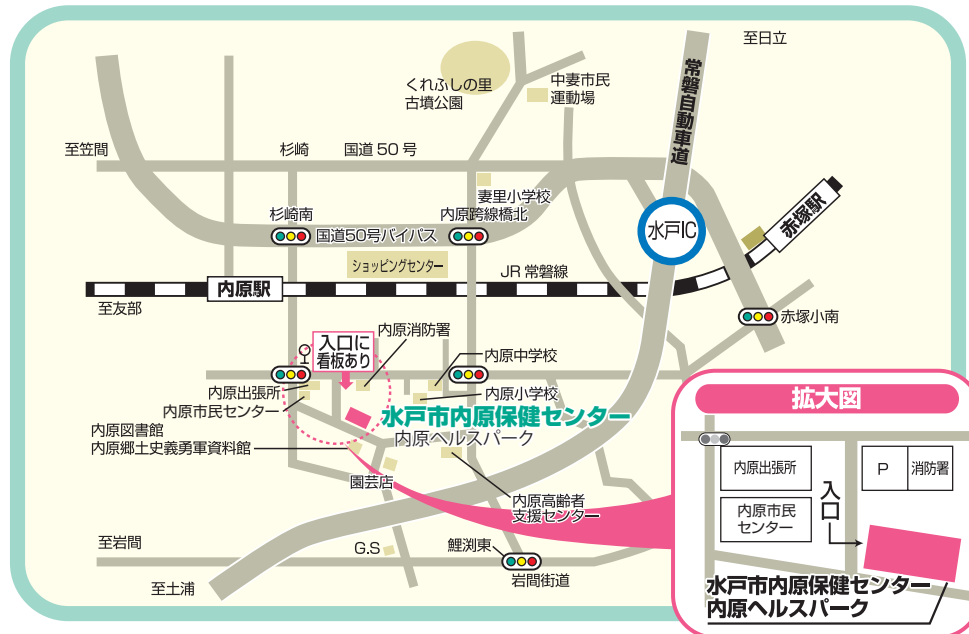 至日立
常磐自動車道
くれふしの里
古墳公園
中妻市民
運動場
至笠間
杉崎
国道50号
妻里小学校
杉崎南
内原跨線橋北
国道50号バイパス
水戸IC
赤塚駅
ショッピングセンター
JR常磐線
内原駅
至友部
赤塚小南
内原消防署
入口に
看板あり
内原中学校
内原出張所
内原小学校
内原市民センター
水戸市内原保健センター
内原ヘルスパーク
内原図書館
内原郷土史義勇軍資料館
園芸店
内原高齢者
支援センター
至岩間
G.S
鯉渕東
岩間街道
至土浦
拡大図
内原出張所
P
消防署
入口
内原市民
センター
水戸市内原保健センター
内原ヘルスパーク